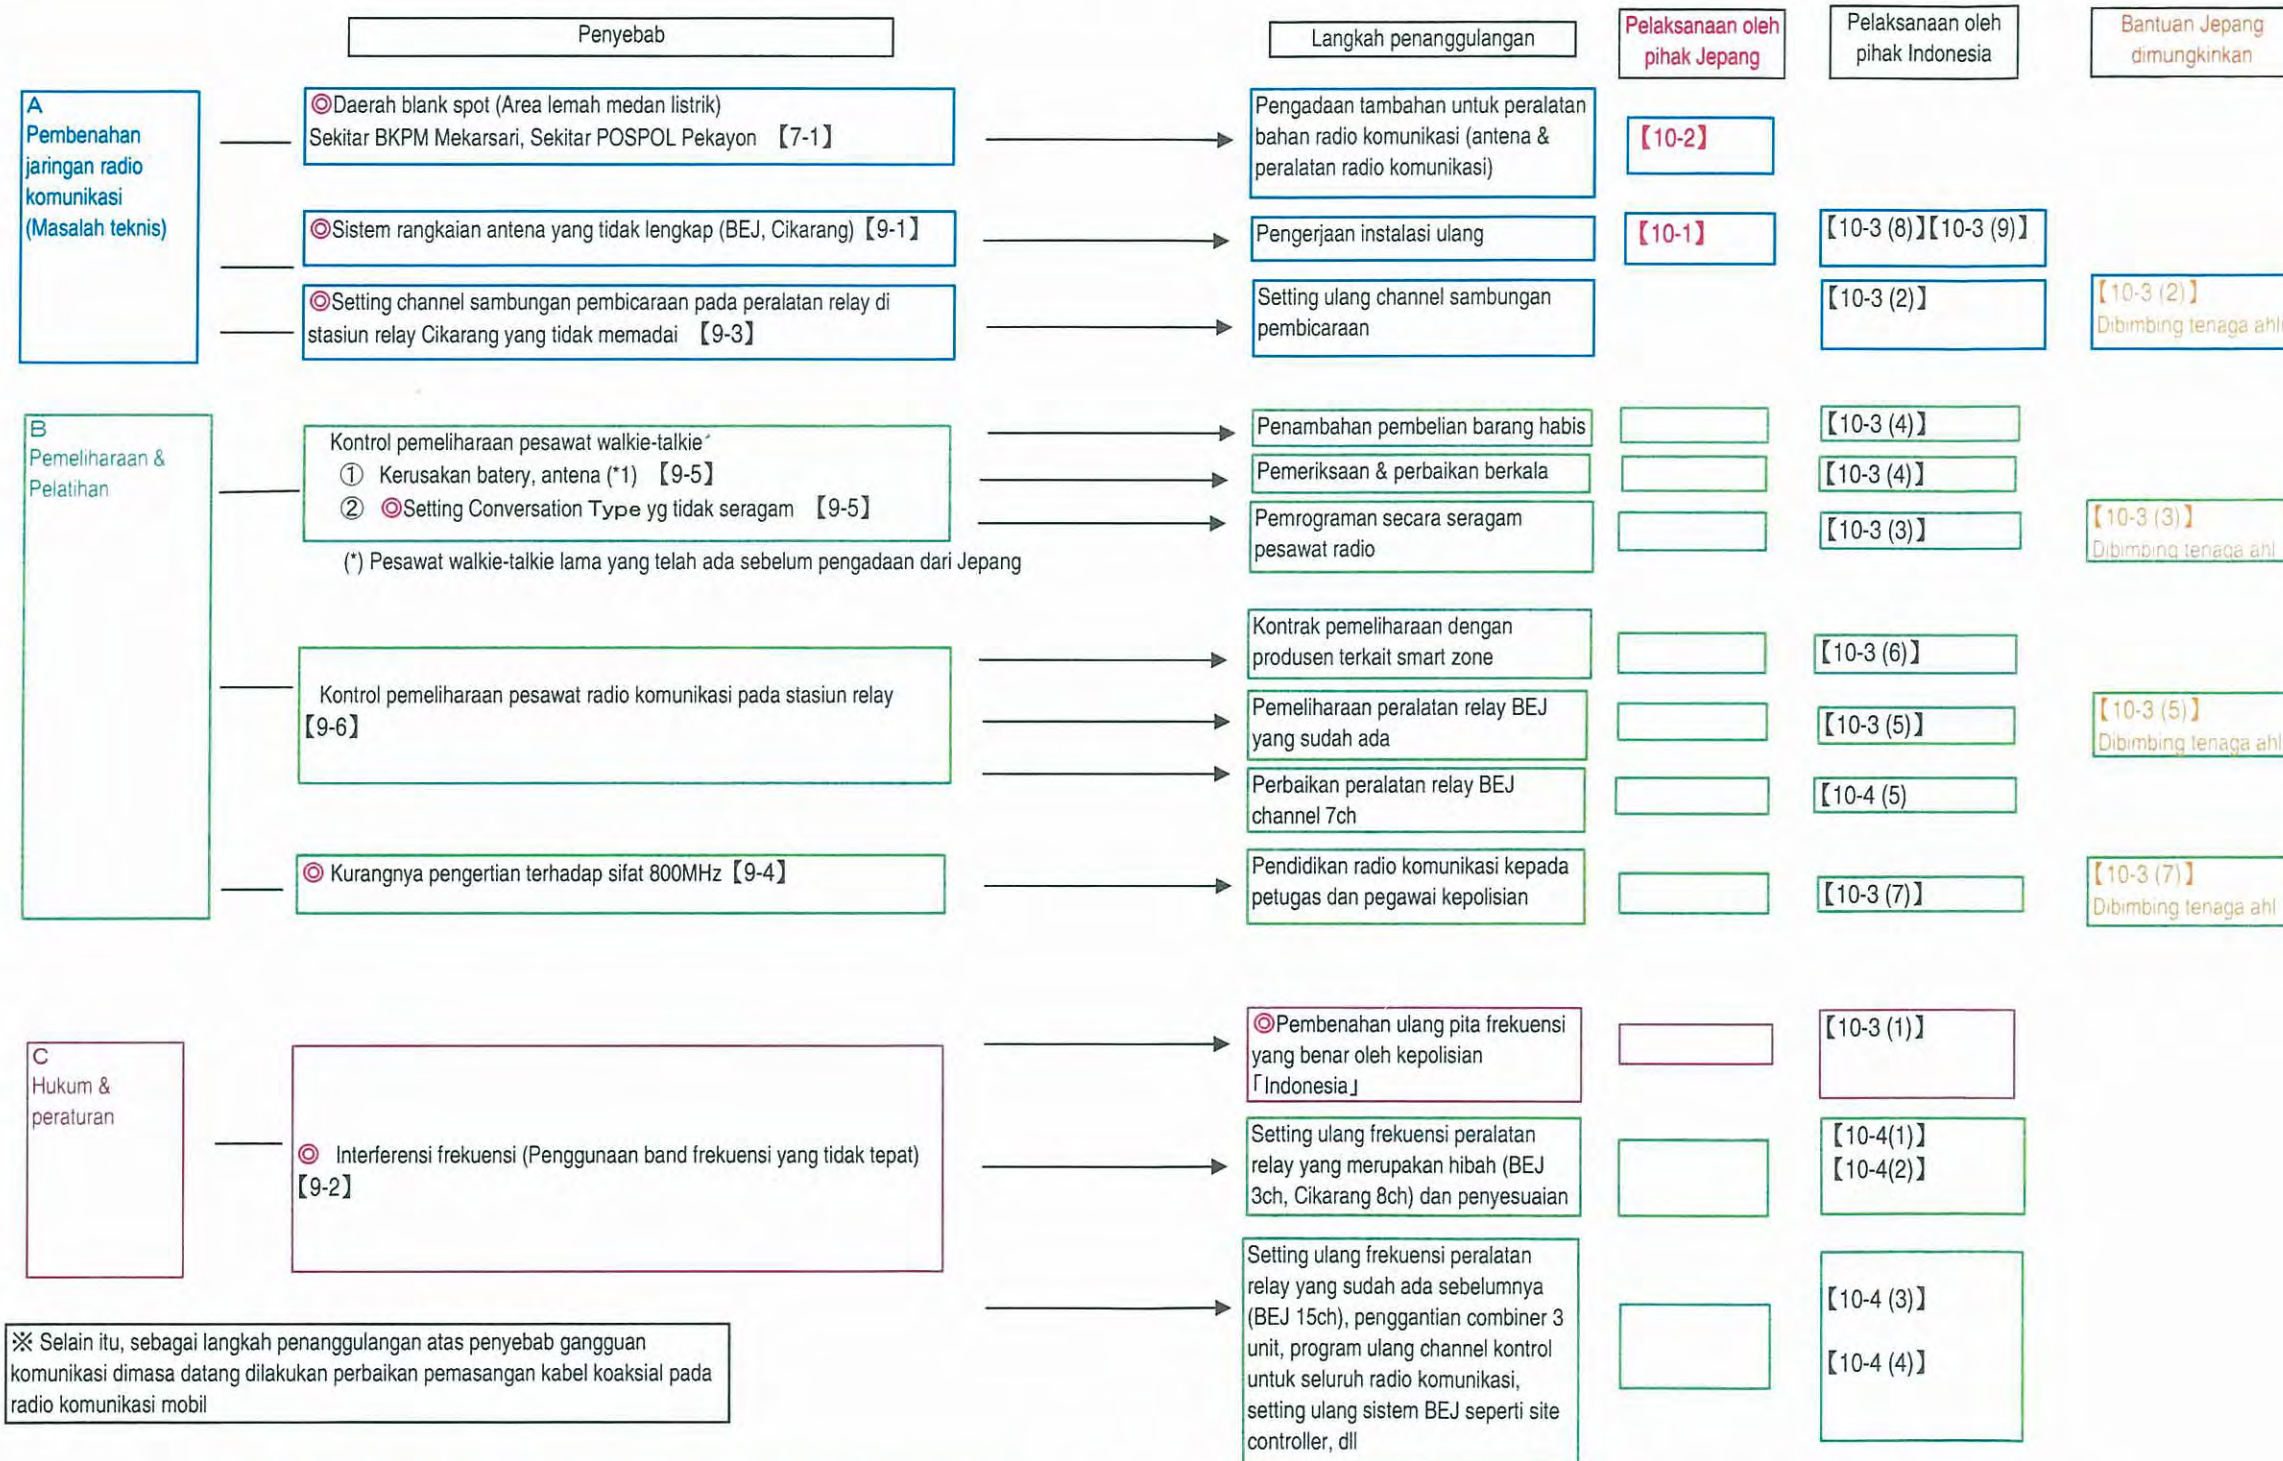 Penyebab
Langkah penanggulangan
Pelaksanaan oleh
pihak Jepang
Pelaksanaan oleh
pihak Indonesia
Bantuan Jepang
dimungkinkan
A
Pembenahan
jaringan radio
komunikasi
(Masalah teknis)
◎Daerah blank spot (Area lemah medan listrik)
Sekitar BKPM Mekarsari, Sekitar POSPOL Pekayon 【7-1】
Pengadaan tambahan untuk peralatan
bahan radio komunikasi (antena &
peralatan radio komunikasi)
【10-2】
◎Sistem rangkaian antena yang tidak lengkap (BEJ, Cikarang)【9-1】
Pengerjaan instalasi ulang
【10-1】
【10-3 (8)】【10-3 (9)】
◎Setting channel sambungan pembicaraan pada peralatan relay di
stasiun relay Cikarang yang tidak memadai 【9-3】
Setting ulang channel sambungan
pembicaraan
【10-3 (2)】
【10-3 (2)】
Dibimbing tenaga ahli
B
Pemeliharaan &
Pelatihan
Kontrol pemeliharaan pesawat walkie-talkie
① Kerusakan batery, antena (*1) 【9-5】
② ◎Setting Conversation Type yg tidak seragam 【9-5】
(*) Pesawat walkie-talkie lama yang telah ada sebelum pengadaan dari Jepang
Penambahan pembelian barang habis
【10-3 (4)】
Pemeriksaan & perbaikan berkala
【10-3 (4)】
Pemrograman secara seragam
pesawat radio
【10-3 (3)】
【10-3 (3)】
Dibimbing tenaga ahl
Kontrol pemeliharaan pesawat radio komunikasi pada stasiun relay
【9-6】
Kontrak pemeliharaan dengan
produsen terkait smart zone
【10-3 (6)】
Pemeliharaan peralatan relay BEJ
yang sudah ada
【10-3 (5)】
【10-3 (5)】
Dibimbing tenaga ahl
Perbaikan peralatan relay BEJ
channel 7ch
【10-4 (5)
◎ Kurangnya pengertian terhadap sifat 800MHz【9-4】
Pendidikan radio komunikasi kepada
petugas dan pegawai kepolisian
【10-3 (7)】
【10-3 (7)】
Dibimbing tenaga ahl
C
Hukum &
peraturan
◎ Interferensi frekuensi (Penggunaan band frekuensi yang tidak tepat)
【9-2】
◎Pembenahan ulang pita frekuensi
yang benar oleh kepolisian
「Indonesia」
【10-3 (1)】
Setting ulang frekuensi peralatan
relay yang merupakan hibah (BEJ
3ch, Cikarang 8ch) dan penyesuaian
【10-4(1)】
【10-4(2)】
Setting ulang frekuensi peralatan
relay yang sudah ada sebelumnya
(BEJ 15ch), penggantian combiner 3
unit, program ulang channel kontrol
untuk seluruh radio komunikasi,
setting ulang sistem BEJ seperti site
controller, dll
【10-4 (3)】
【10-4 (4)】
※ Selain itu, sebagai langkah penanggulangan atas penyebab gangguan
komunikasi dimasa datang dilakukan perbaikan pemasangan kabel koaksial pada
radio komunikasi mobil